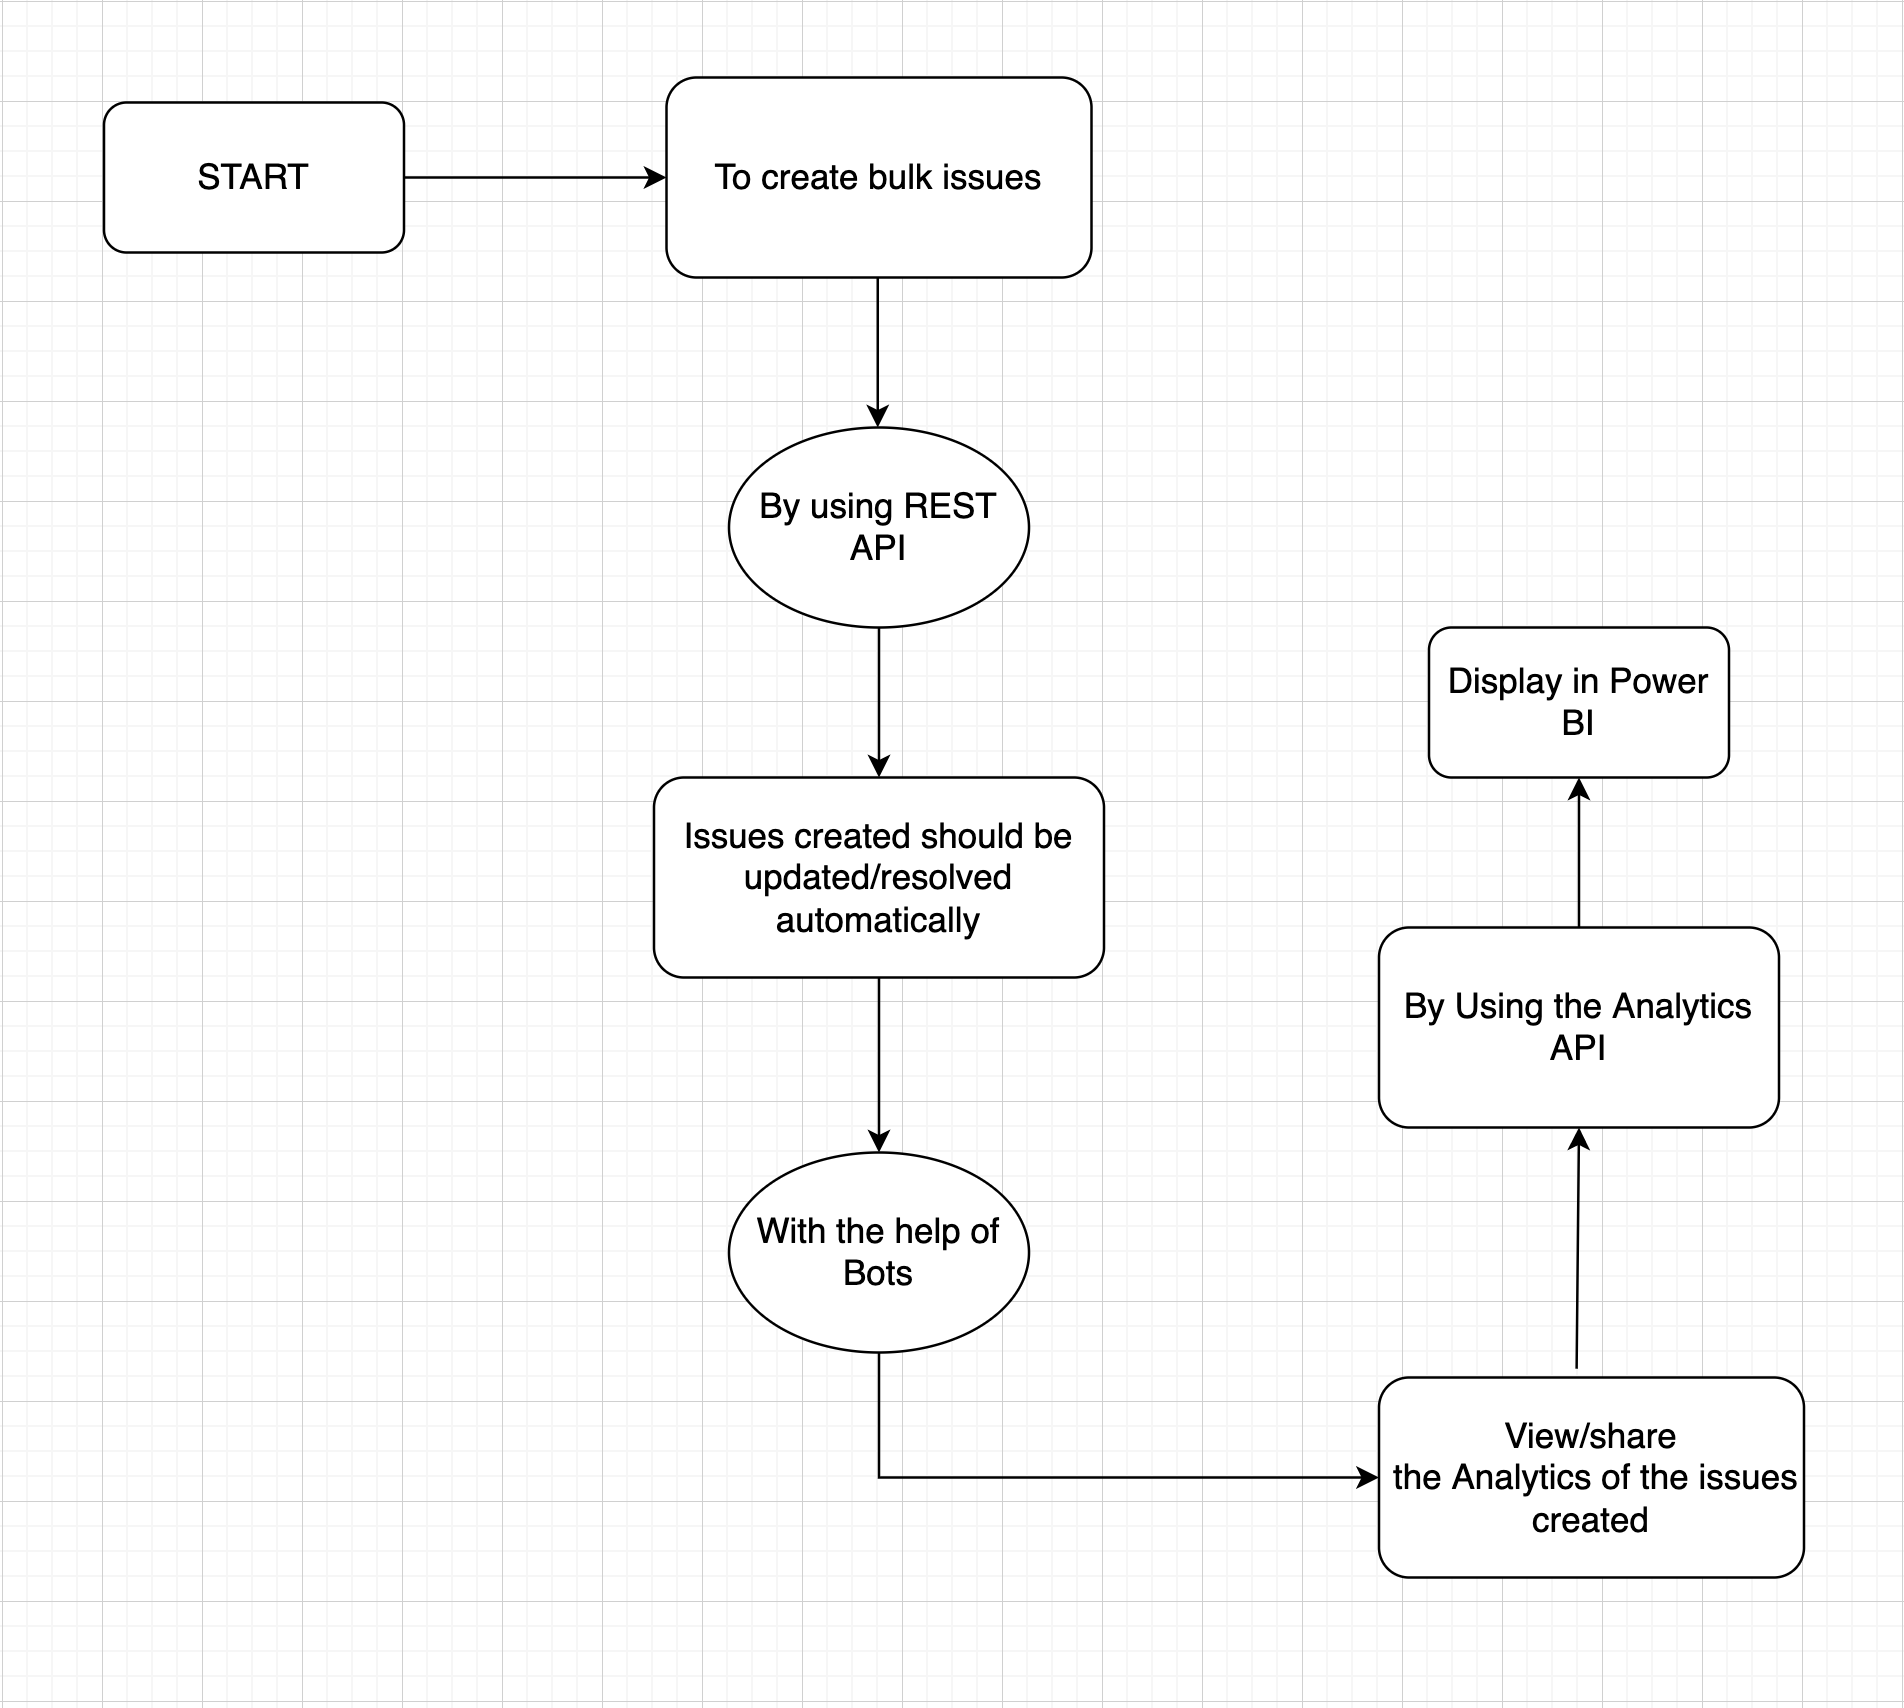 START
To create bulk issues
By using REST
API
Issues created should be
updated/resolved
automatically
With the help of
Bots
View/share
the Analytics of the issues
created
By Using the Analytics
API
Display in Power
BI